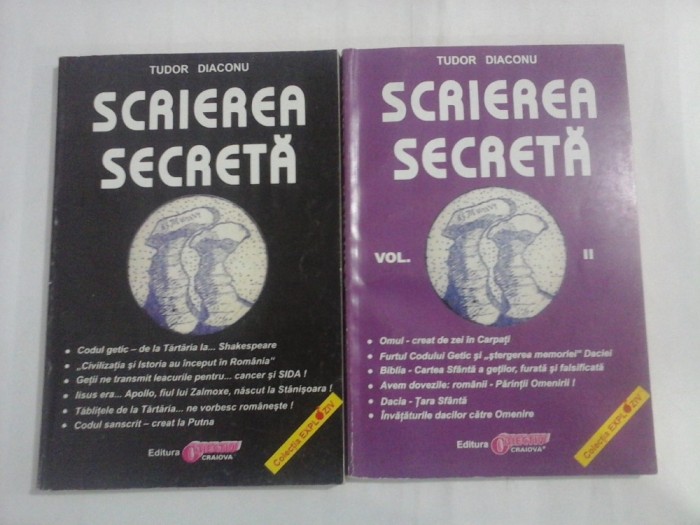 TUDOR DIACONU
SCRIEREA
SECRETĂ
Codul getic – de la Tărtăria la... Shakespeare
„Civilizația și Istoria au început în România"
Geții ne transmit leacurile pentru... cancer și SIDA !
Iisus era... Apollo, fiul lui Zalmoxe, născut la Stânișoara !
Tăblițele de la Tărtăria... ne vorbesc românește !
Codul sanscrit – creat la Putna
Editura
CRAIOVA
Colecția EXPLOZIV
TUDOR DIACONU
SCRIEREA
SECRETĂ
VOL. II
Omul - creat de zei în Carpați
Furtul Codului Getic și „ștergerea memoriei" Daciei
Biblia - Cartea Sfântă a geților, furată și falsificată
Avem dovezile: românii - Părinții Omenirii !
Dacia - Țara Sfântă
Învățăturile dacilor către Omenire
Editura
CRAIOVA
Colecția EXPLOZIV